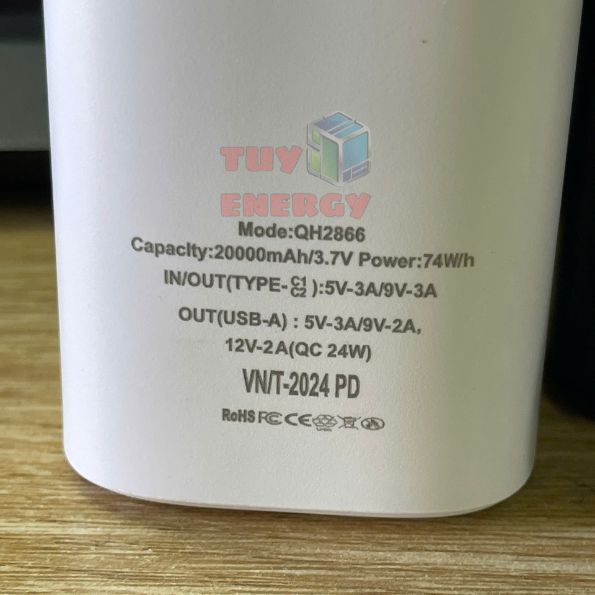 TUY
ENERGY
Mode:QH2866
Capacity:20000mAh/3.7V Power:74W/h
IN/OUT(TYPE-C1 C2):5V-3A/9V-3A
OUT(USB-A) : 5V-3A/9V-2A,
12V-2A(QC 24W)
VN/T-2024 PD
RoHS FC CE